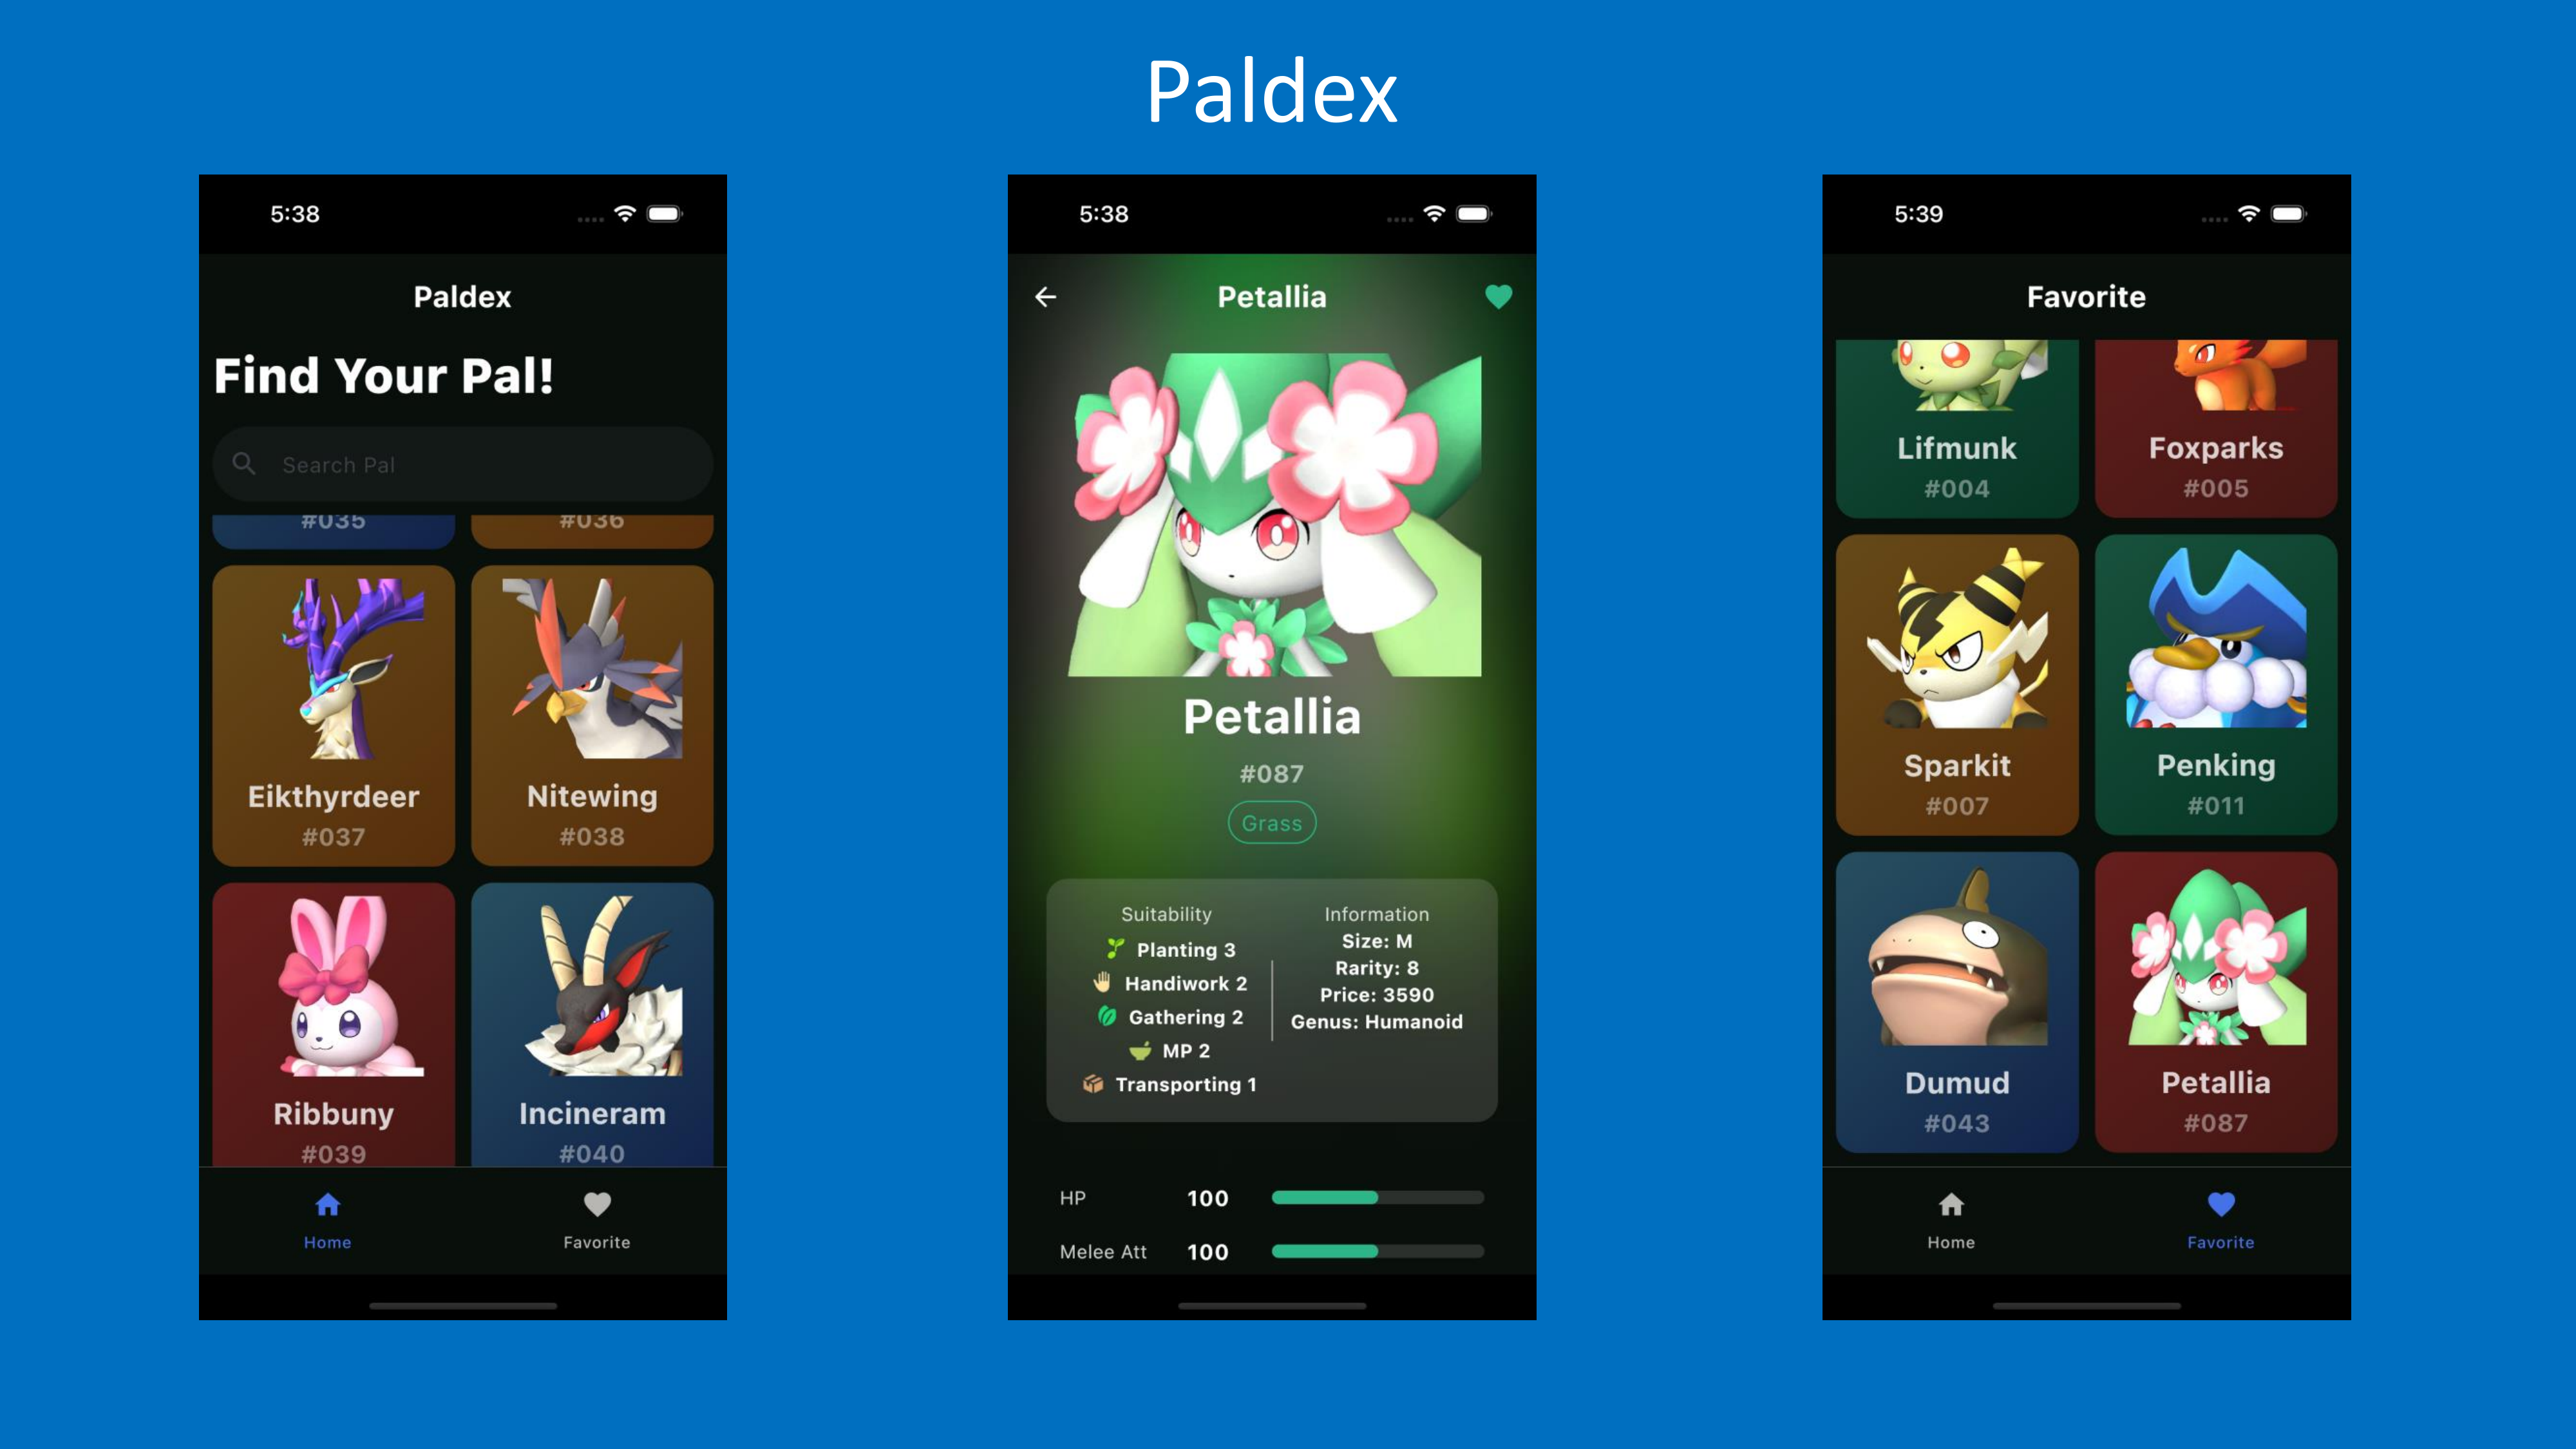 Paldex
5:38
Paldex
Find Your Pal!
Search Pal
#035
#036
Eikthyrdeer
#037
Nitewing
#038
Ribbuny
#039
Incineram
#040
Home
Favorite
5:38
Petallia
Petallia
#087
Grass
Suitability
Planting 3
Handiwork 2
Gathering 2
MP 2
Transporting 1
Information
Size: M
Rarity: 8
Price: 3590
Genus: Humanoid
HP 100
Melee Att 100
5:39
Favorite
Lifmunk
#004
Foxparks
#005
Sparkit
#007
Penking
#011
Dumud
#043
Petallia
#087
Home
Favorite